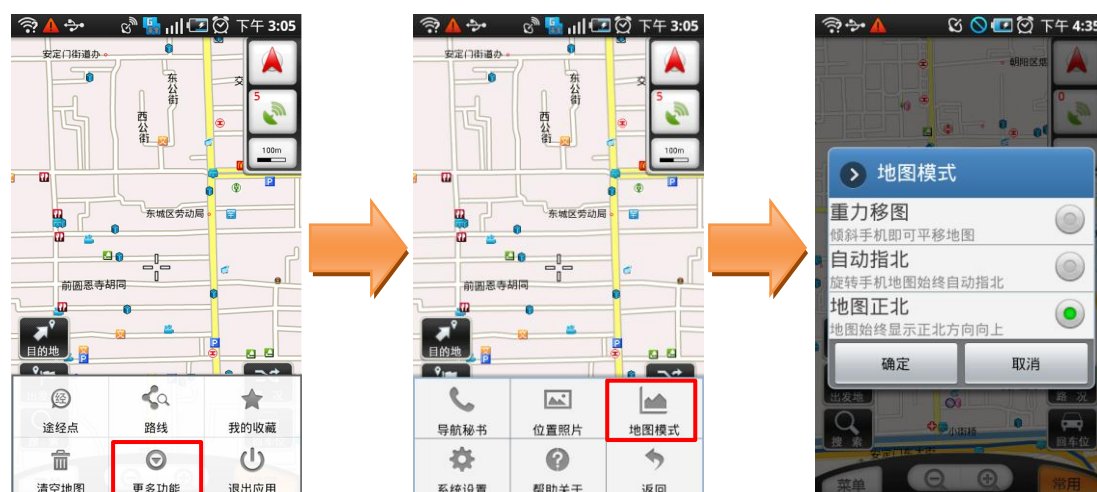 下午 3:05
安定门街道办
东公街
交
西公街
5
100m
东城区劳动局
P
前圆恩寺胡同
目的地
P
经
途经点
路线
我的收藏
清空地图
更多功能
退出应用
下午 3:05
安定门街道办
东公街
交
西公街
5
100m
东城区劳动局
P
前圆恩寺胡同
目的地
P
导航秘书
位置照片
地图模式
系统设置
帮助关于
返回
下午 4:35
朝阳区煜
0
地图模式
重力移图
倾斜手机即可平移地图
自动指北
旋转手机地图始终自动指北
地图正北
地图始终显示正北方向向上
确定
取消
出发地
路 况
搜 索
小街桥
回车位
菜单
常用